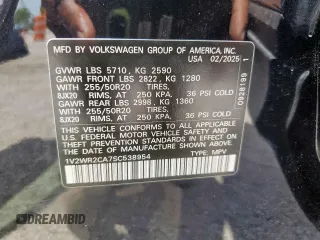 MFD BY VOLKSWAGEN GROUP OF AMERICA, INC.
USA 02/2025
GVWR LBS 5710, KG 2590
GAWR FRONT LBS 2822, KG 1280
WITH 255/50R20 TIRES,
8JX20 RIMS, AT 250 KPA, 36 PSI COLD
GAWR REAR LBS 2998, KG 1360
WITH 255/50R20 TIRES,
8JX20 RIMS, AT 250 KPA, 36 PSI COLD
THIS VEHICLE CONFORMS TO ALL APPLICABLE
U.S. FEDERAL MOTOR VEHICLE SAFETY AND
THEFT PREVENTION STANDARDS IN EFFECT
ON THE DATE OF MANUFACTURE SHOWN ABOVE.
1V2WR2CA7SC538954 TYPE: MPV
DREAMBID